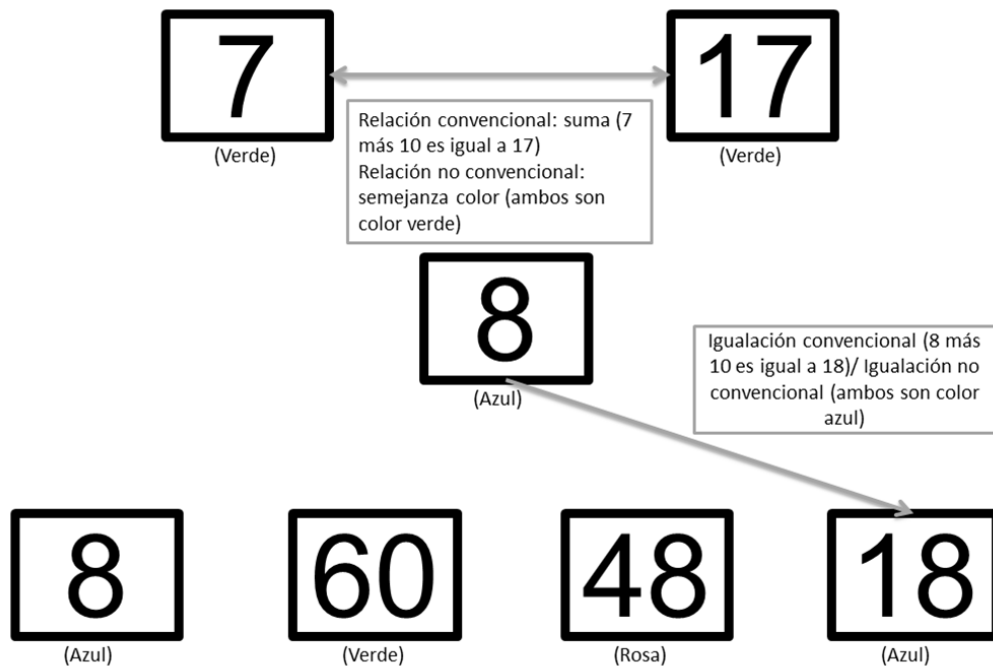 7 17
(Verde) (Verde)
Relación convencional: suma (7
más 10 es igual a 17)
Relación no convencional:
semejanza color (ambos son
color verde)
8
(Azul)
Igualación convencional (8 más
10 es igual a 18)/ Igualación no
convencional (ambos son color
azul)
8 60 48 18
(Azul) (Verde) (Rosa) (Azul)